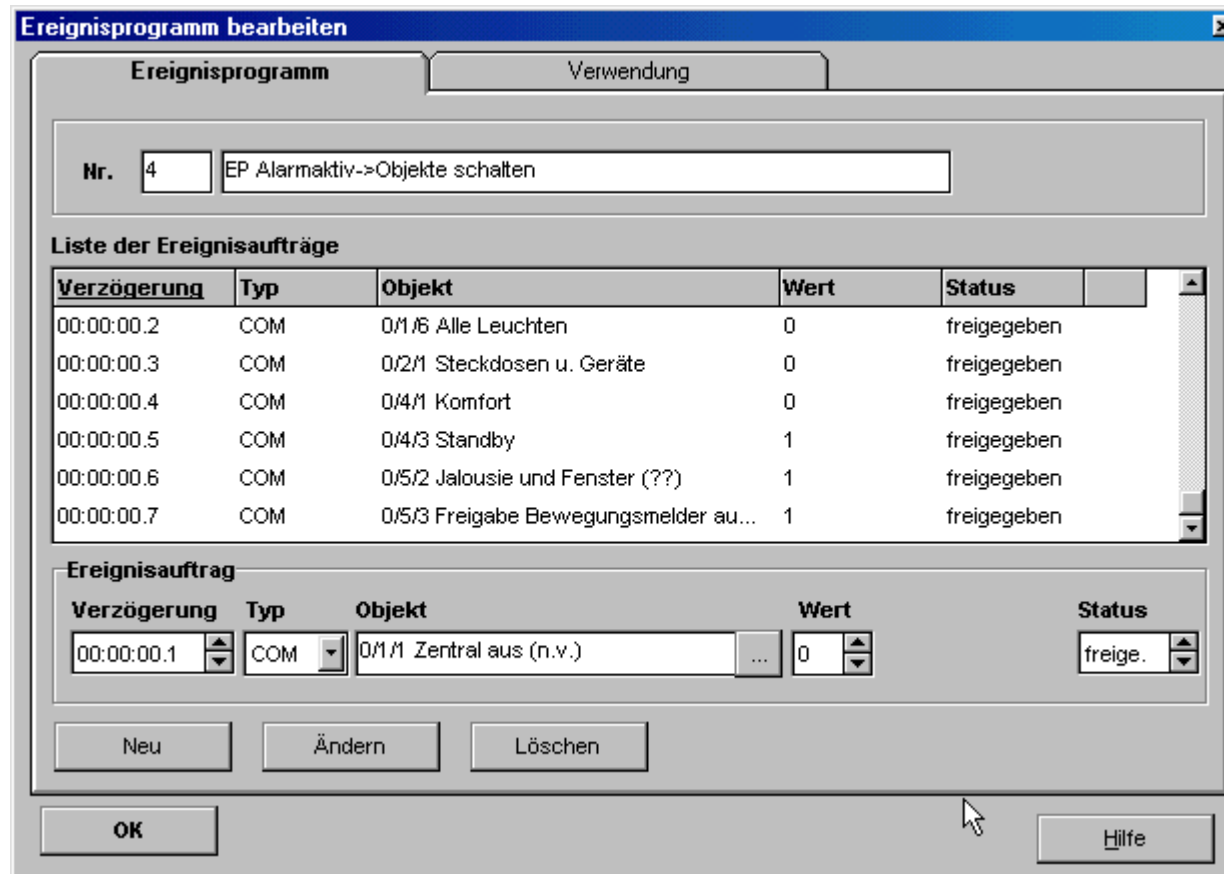 Ereignisprogramm bearbeiten
Ereignisprogramm Verwendung
Nr. 4 EP Alarmaktiv->Objekte schalten
Liste der Ereignisaufträge
Verzögerung Typ Objekt Wert Status
00:00:00.2 COM 0/1/6 Alle Leuchten 0 freigegeben
00:00:00.3 COM 0/2/1 Steckdosen u. Geräte 0 freigegeben
00:00:00.4 COM 0/4/1 Komfort 0 freigegeben
00:00:00.5 COM 0/4/3 Standby 1 freigegeben
00:00:00.6 COM 0/5/2 Jalousie und Fenster (??) 1 freigegeben
00:00:00.7 COM 0/5/3 Freigabe Bewegungsmelder au... 1 freigegeben
Ereignisauftrag
Verzögerung Typ Objekt Wert Status
00:00:00.1 COM 0/1/1 Zentral aus (n.v.) ... 0 freige.
Neu Ändern Löschen
OK Hilfe